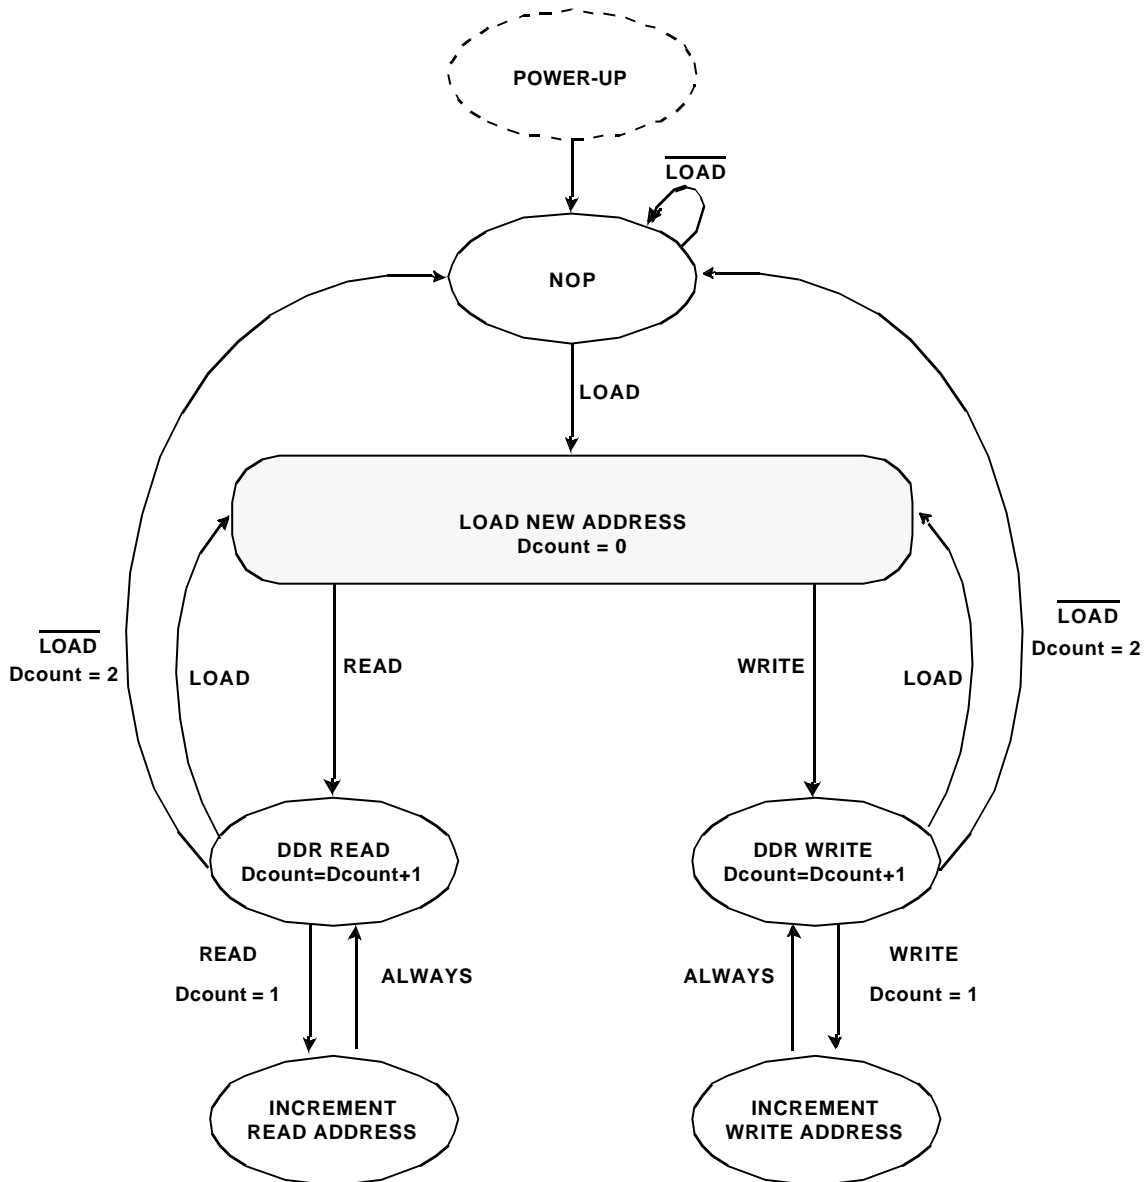 POWER-UP
LOAD
NOP
LOAD
LOAD NEW ADDRESS
Dcount = 0
LOAD
Dcount = 2
LOAD
READ
WRITE
LOAD
LOAD
Dcount = 2
DDR READ
Dcount=Dcount+1
DDR WRITE
Dcount=Dcount+1
READ
Dcount = 1
ALWAYS
ALWAYS
WRITE
Dcount = 1
INCREMENT
READ ADDRESS
INCREMENT
WRITE ADDRESS